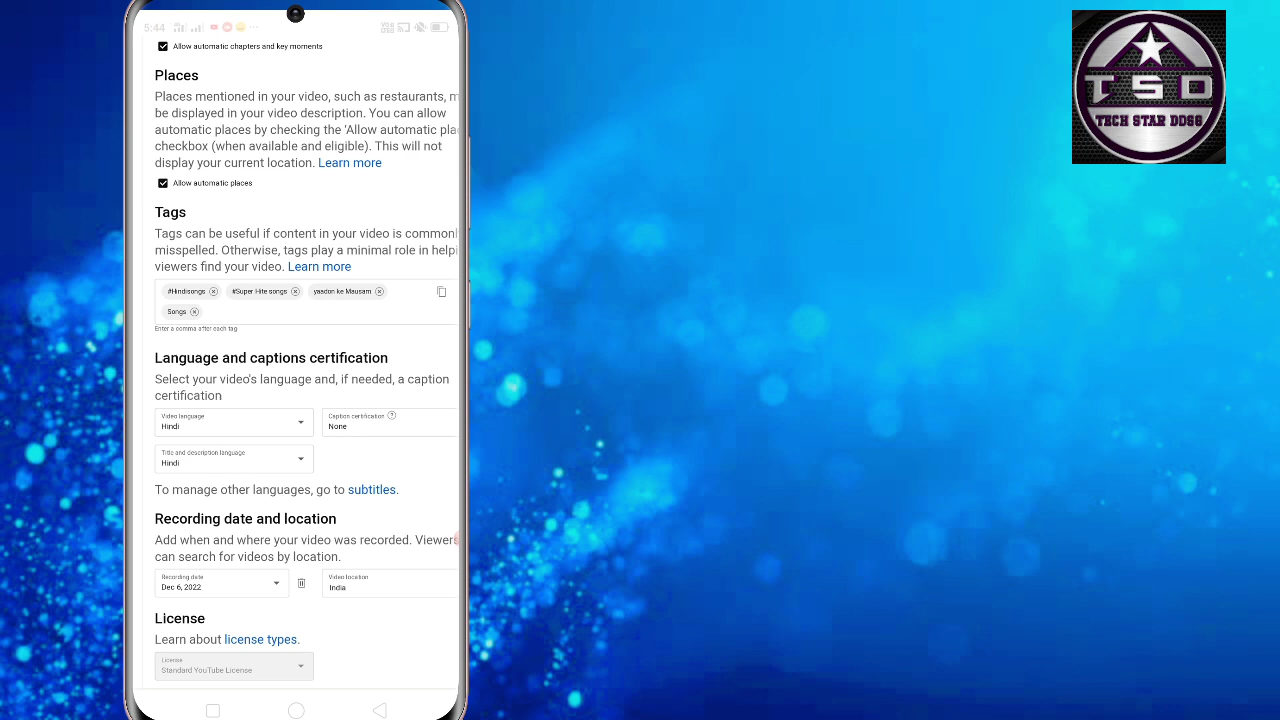 5:44
VO5
Allow automatic chapters and key moments
Places
Places mentioned in your video, such as restaurants, m
be displayed in your video description. You can allow
automatic places by checking the 'Allow automatic plac
checkbox (when available and eligible). This will not
display your current location. Learn more
Allow automatic places
Tags
Tags can be useful if content in your video is commonl
misspelled. Otherwise, tags play a minimal role in helpi
viewers find your video. Learn more
#Hindisongs #Super Hite songs yaadon ke Mausam
Songs
Enter a comma after each tag
Language and captions certification
Select your video's language and, if needed, a caption
certification
Video language Caption certification ?
Hindi None
Title and description language
Hindi
To manage other languages, go to subtitles.
Recording date and location
Add when and where your video was recorded. Viewers
can search for videos by location.
Recording date Video location
Dec 6, 2022 India
License
Learn about license types.
License
Standard YouTube License
TSD
TECH STAR DOSS